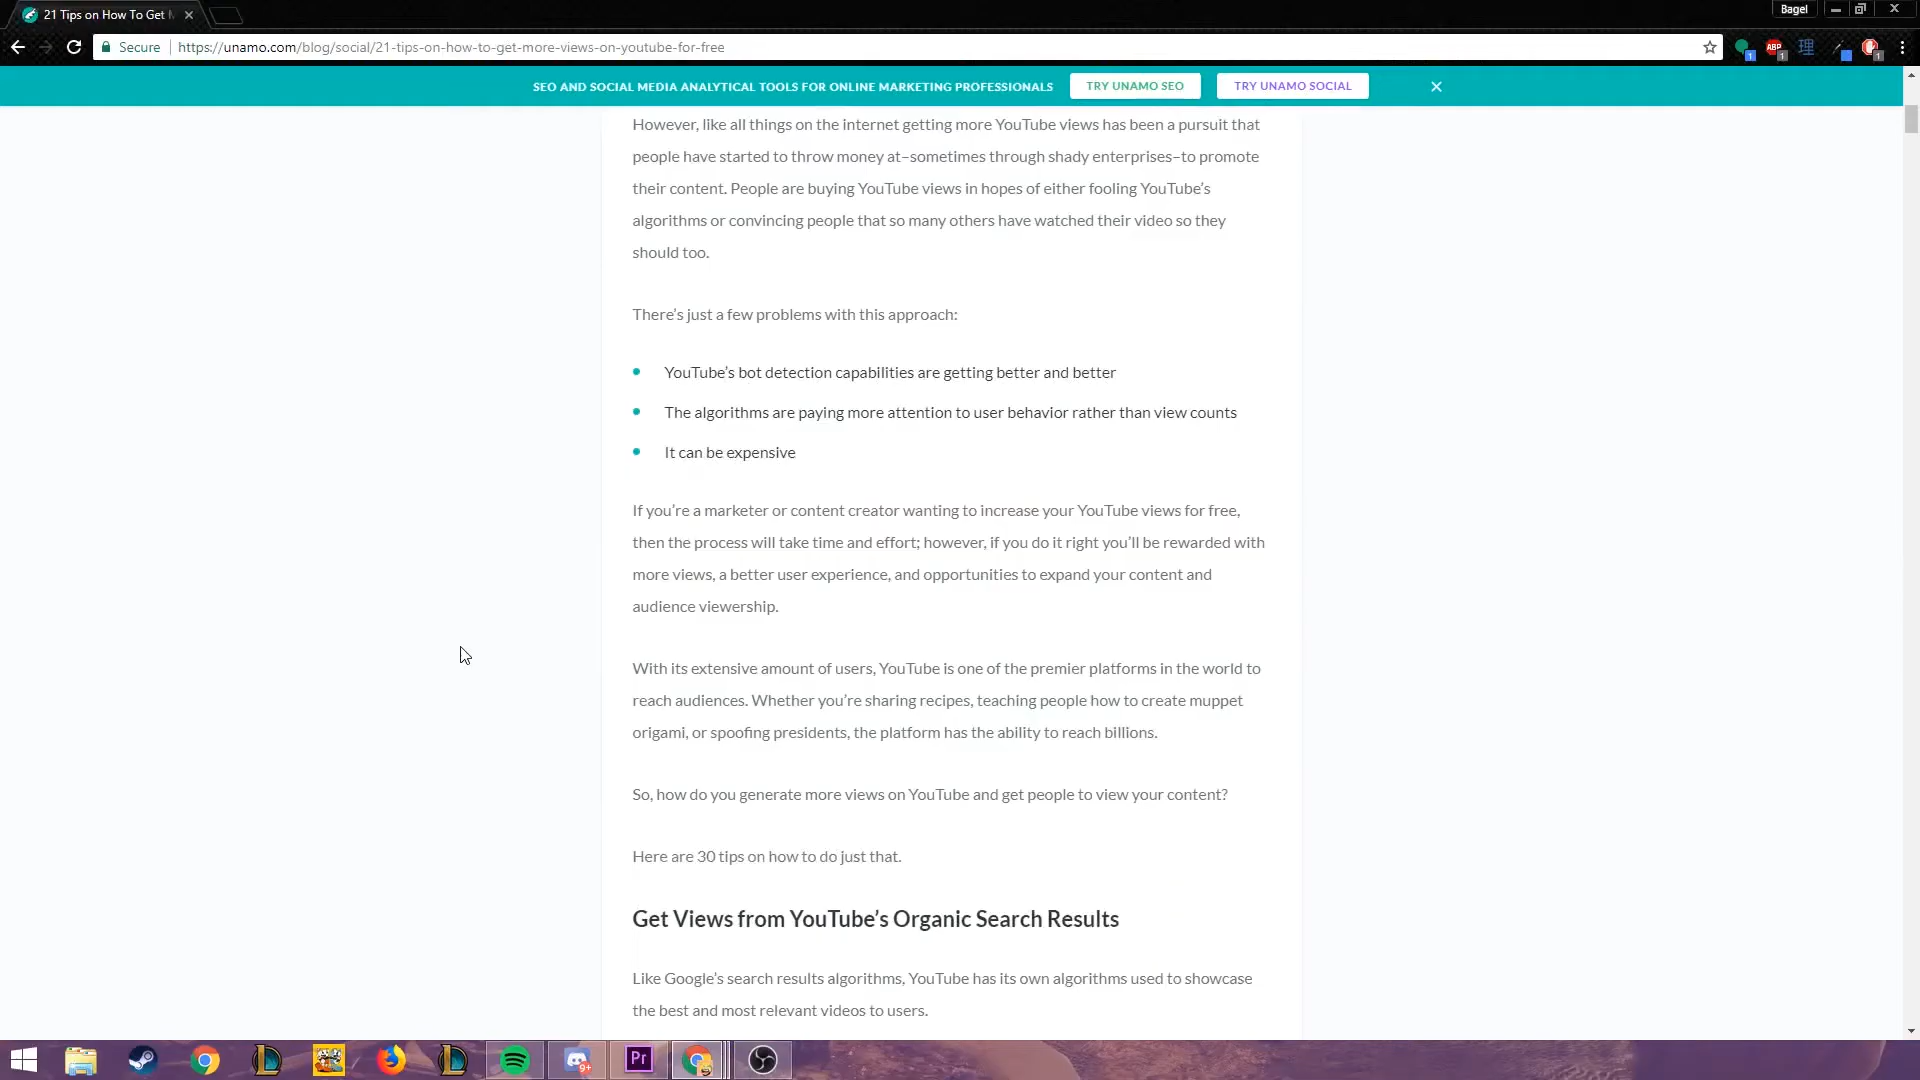 21 Tips on How To Get
Bagel
Secure
https://unamo.com/blog/social/21-tips-on-how-to-get-more-views-on-youtube-for-free
1
ABP
1
理
1
SEO AND SOCIAL MEDIA ANALYTICAL TOOLS FOR ONLINE MARKETING PROFESSIONALS
TRY UNAMO SEO
TRY UNAMO SOCIAL
However, like all things on the internet getting more YouTube views has been a pursuit that
people have started to throw money at–sometimes through shady enterprises–to promote
their content. People are buying YouTube views in hopes of either fooling YouTube’s
algorithms or convincing people that so many others have watched their video so they
should too.
There’s just a few problems with this approach:
YouTube’s bot detection capabilities are getting better and better
The algorithms are paying more attention to user behavior rather than view counts
It can be expensive
If you’re a marketer or content creator wanting to increase your YouTube views for free,
then the process will take time and effort; however, if you do it right you’ll be rewarded with
more views, a better user experience, and opportunities to expand your content and
audience viewership.
With its extensive amount of users, YouTube is one of the premier platforms in the world to
reach audiences. Whether you’re sharing recipes, teaching people how to create muppet
origami, or spoofing presidents, the platform has the ability to reach billions.
So, how do you generate more views on YouTube and get people to view your content?
Here are 30 tips on how to do just that.
Get Views from YouTube’s Organic Search Results
Like Google’s search results algorithms, YouTube has its own algorithms used to showcase
the best and most relevant videos to users.
9+
Pr